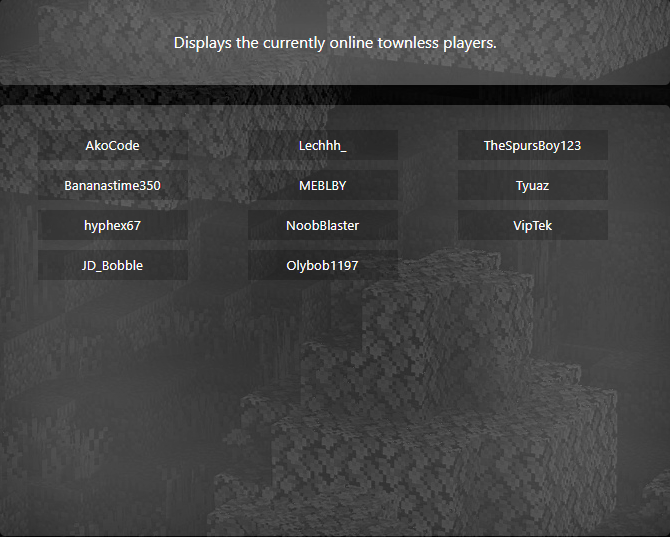 Displays the currently online townless players.
AkoCode
Lechhh_
TheSpursBoy123
Bananastime350
MEBLBY
Tyuaz
hyphex67
NoobBlaster
VipTek
JD_Bobble
Olybob1197